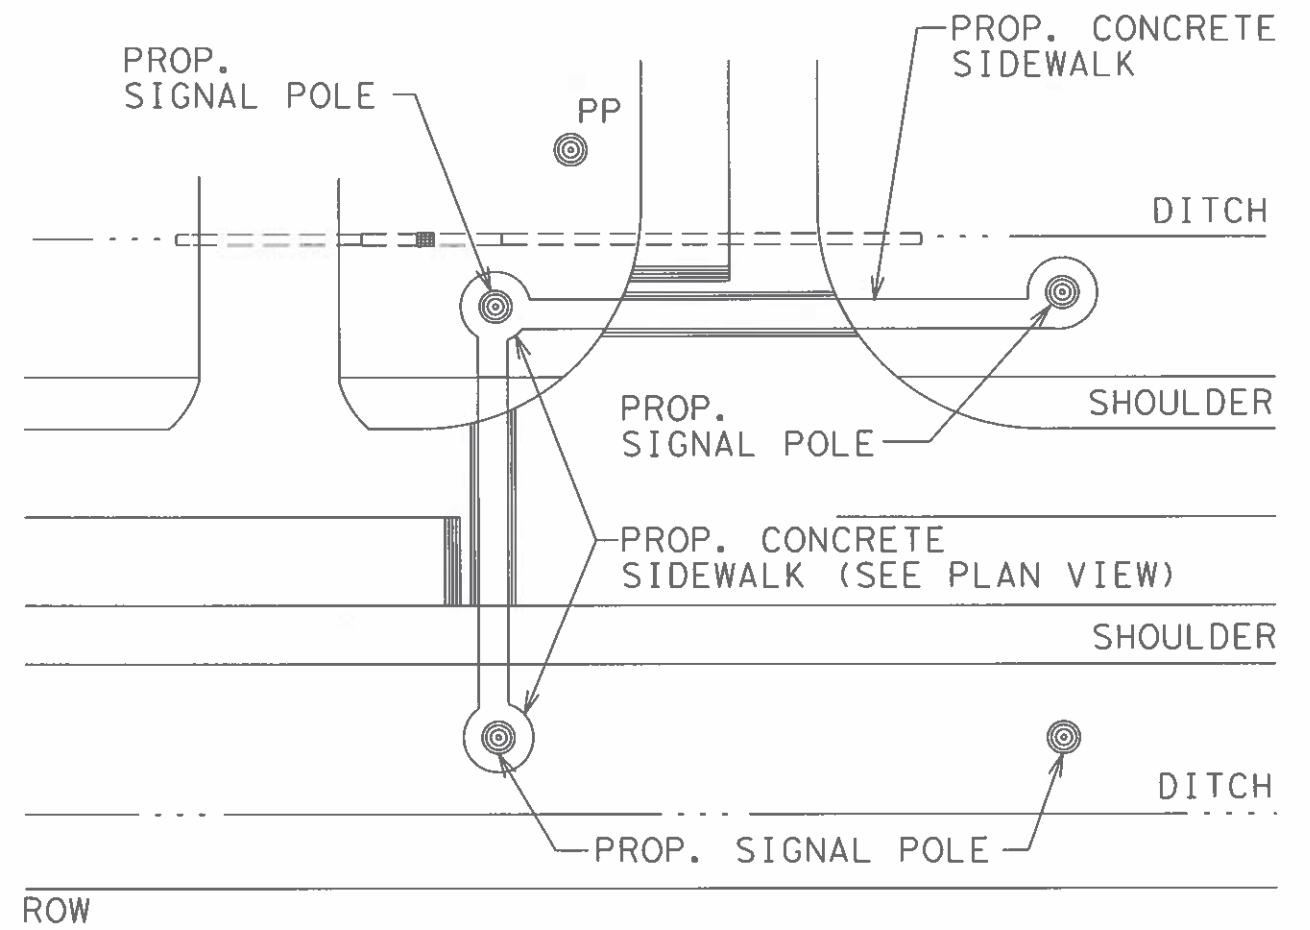 PROP. CONCRETE
SIDEWALK
PROP.
SIGNAL POLE
PP
DITCH
PROP.
SIGNAL POLE
SHOULDER
PROP. CONCRETE
SIDEWALK (SEE PLAN VIEW)
SHOULDER
DITCH
PROP. SIGNAL POLE
ROW